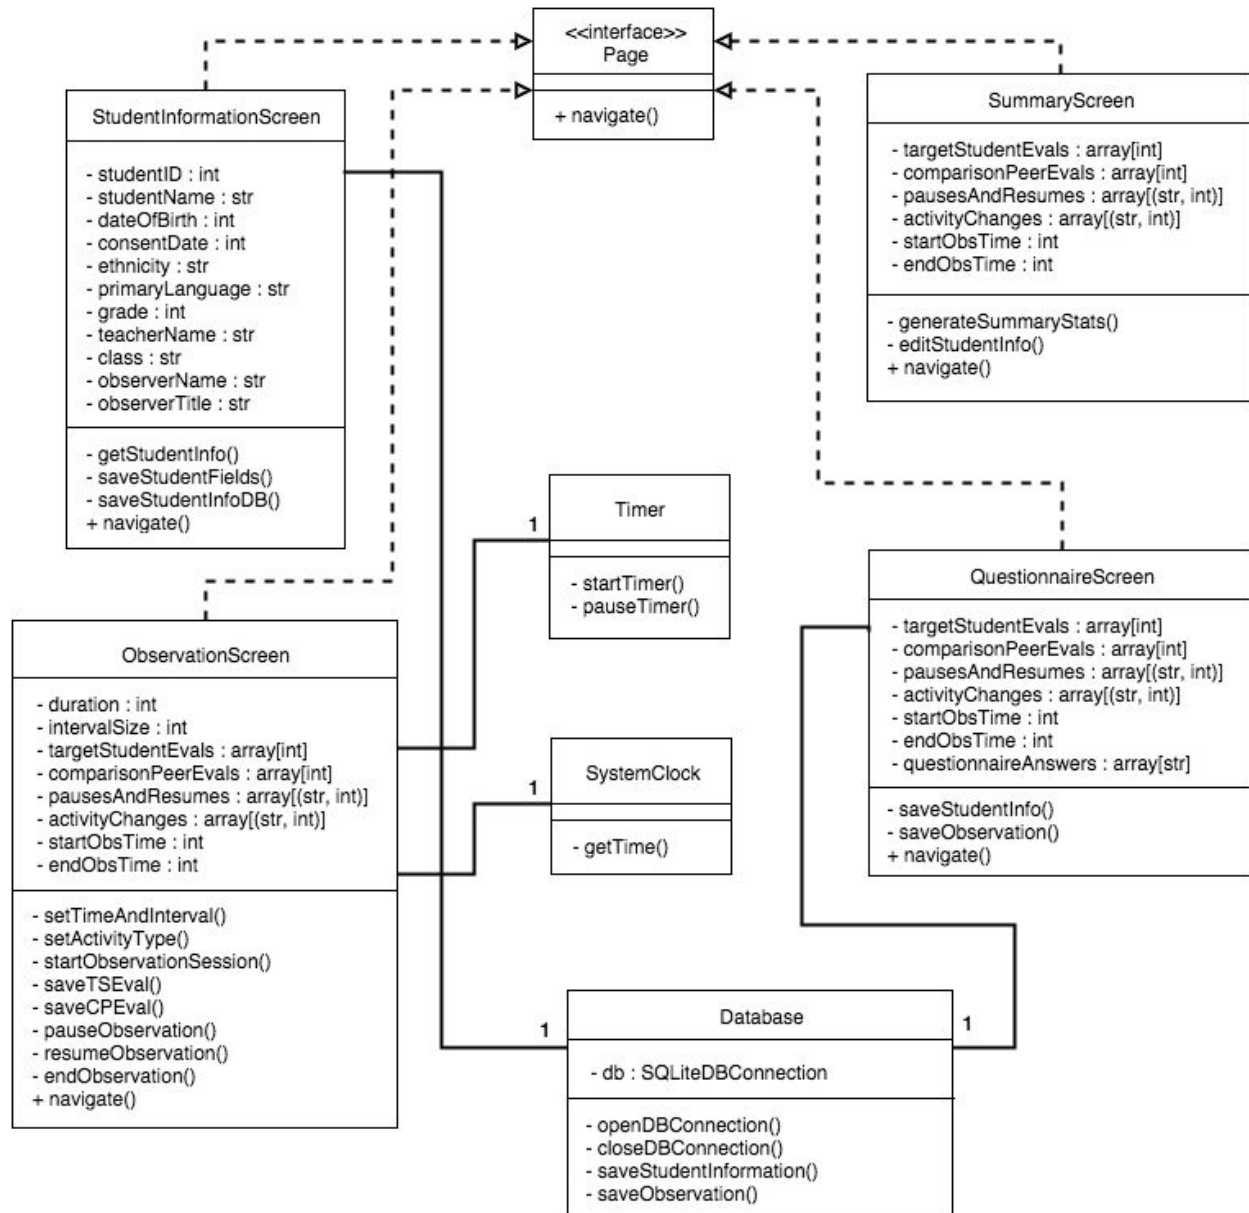 <<interface>>
Page
+ navigate()
StudentInformationScreen
- studentID : int
- studentName : str
- dateOfBirth : int
- consentDate : int
- ethnicity : str
- primaryLanguage : str
- grade : int
- teacherName : str
- class : str
- observerName : str
- observerTitle : str
- getStudentInfo()
- saveStudentFields()
- saveStudentInfoDB()
+ navigate()
SummaryScreen
- targetStudentEvals : array[int]
- comparisonPeerEvals : array[int]
- pausesAndResumes : array[(str, int)]
- activityChanges : array[(str, int)]
- startObsTime : int
- endObsTime : int
- generateSummaryStats()
- editStudentInfo()
+ navigate()
1
Timer
- startTimer()
- pauseTimer()
QuestionnaireScreen
- targetStudentEvals : array[int]
- comparisonPeerEvals : array[int]
- pausesAndResumes : array[(str, int)]
- activityChanges : array[(str, int)]
- startObsTime : int
- endObsTime : int
- questionnaireAnswers : array[str]
- saveStudentInfo()
- saveObservation()
+ navigate()
ObservationScreen
- duration : int
- intervalSize : int
- targetStudentEvals : array[int]
- comparisonPeerEvals : array[int]
- pausesAndResumes : array[(str, int)]
- activityChanges : array[(str, int)]
- startObsTime : int
- endObsTime : int
- setTimeAndInterval()
- setActivityType()
- startObservationSession()
- saveTSEval()
- saveCPEval()
- pauseObservation()
- resumeObservation()
- endObservation()
+ navigate()
1
SystemClock
- getTime()
1
Database
1
- db : SQLiteDBConnection
- openDBConnection()
- closeDBConnection()
- saveStudentInformation()
- saveObservation()